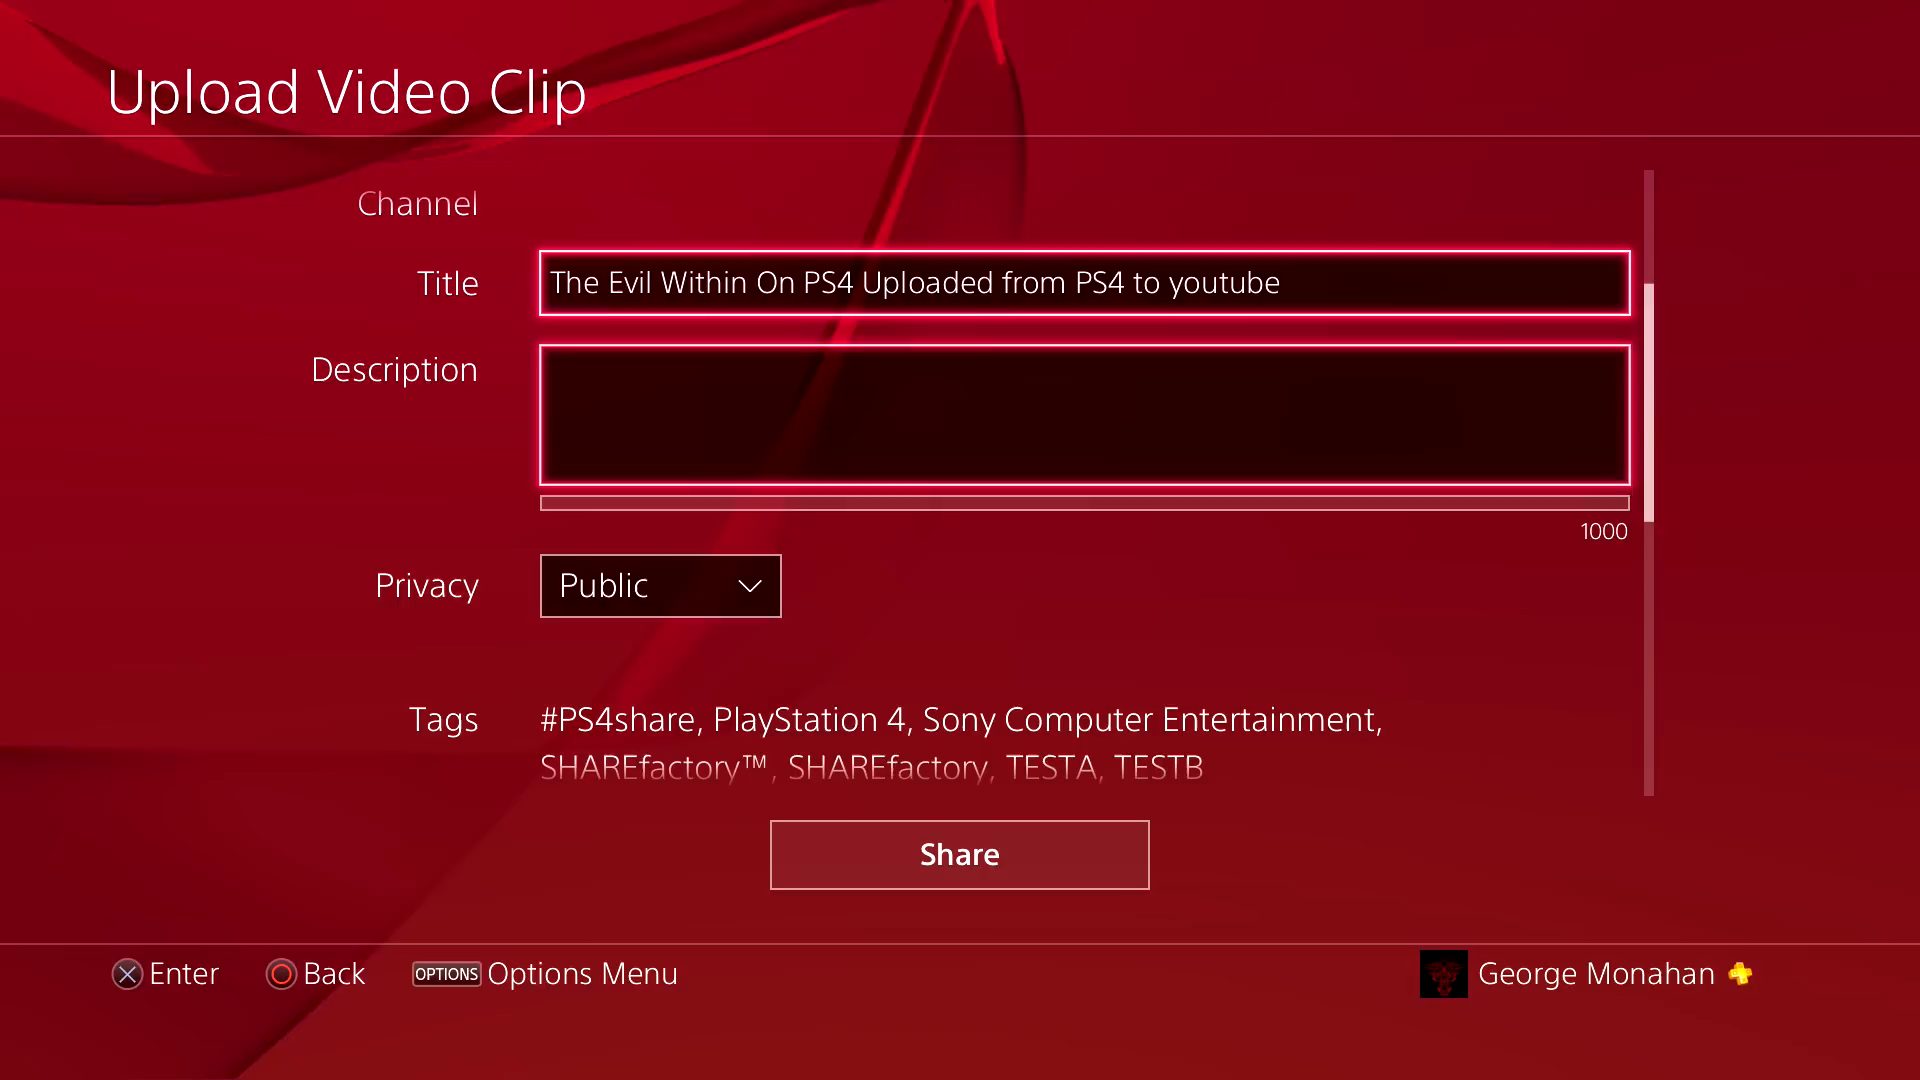 Upload Video Clip
Channel
Title
The Evil Within On PS4 Uploaded from PS4 to youtube
Description
1000
Privacy
Public
Tags
#PS4share, PlayStation 4, Sony Computer Entertainment,
SHAREfactory™, SHAREfactory, TESTA, TESTB
Share
Enter
Back
OPTIONS Options Menu
George Monahan